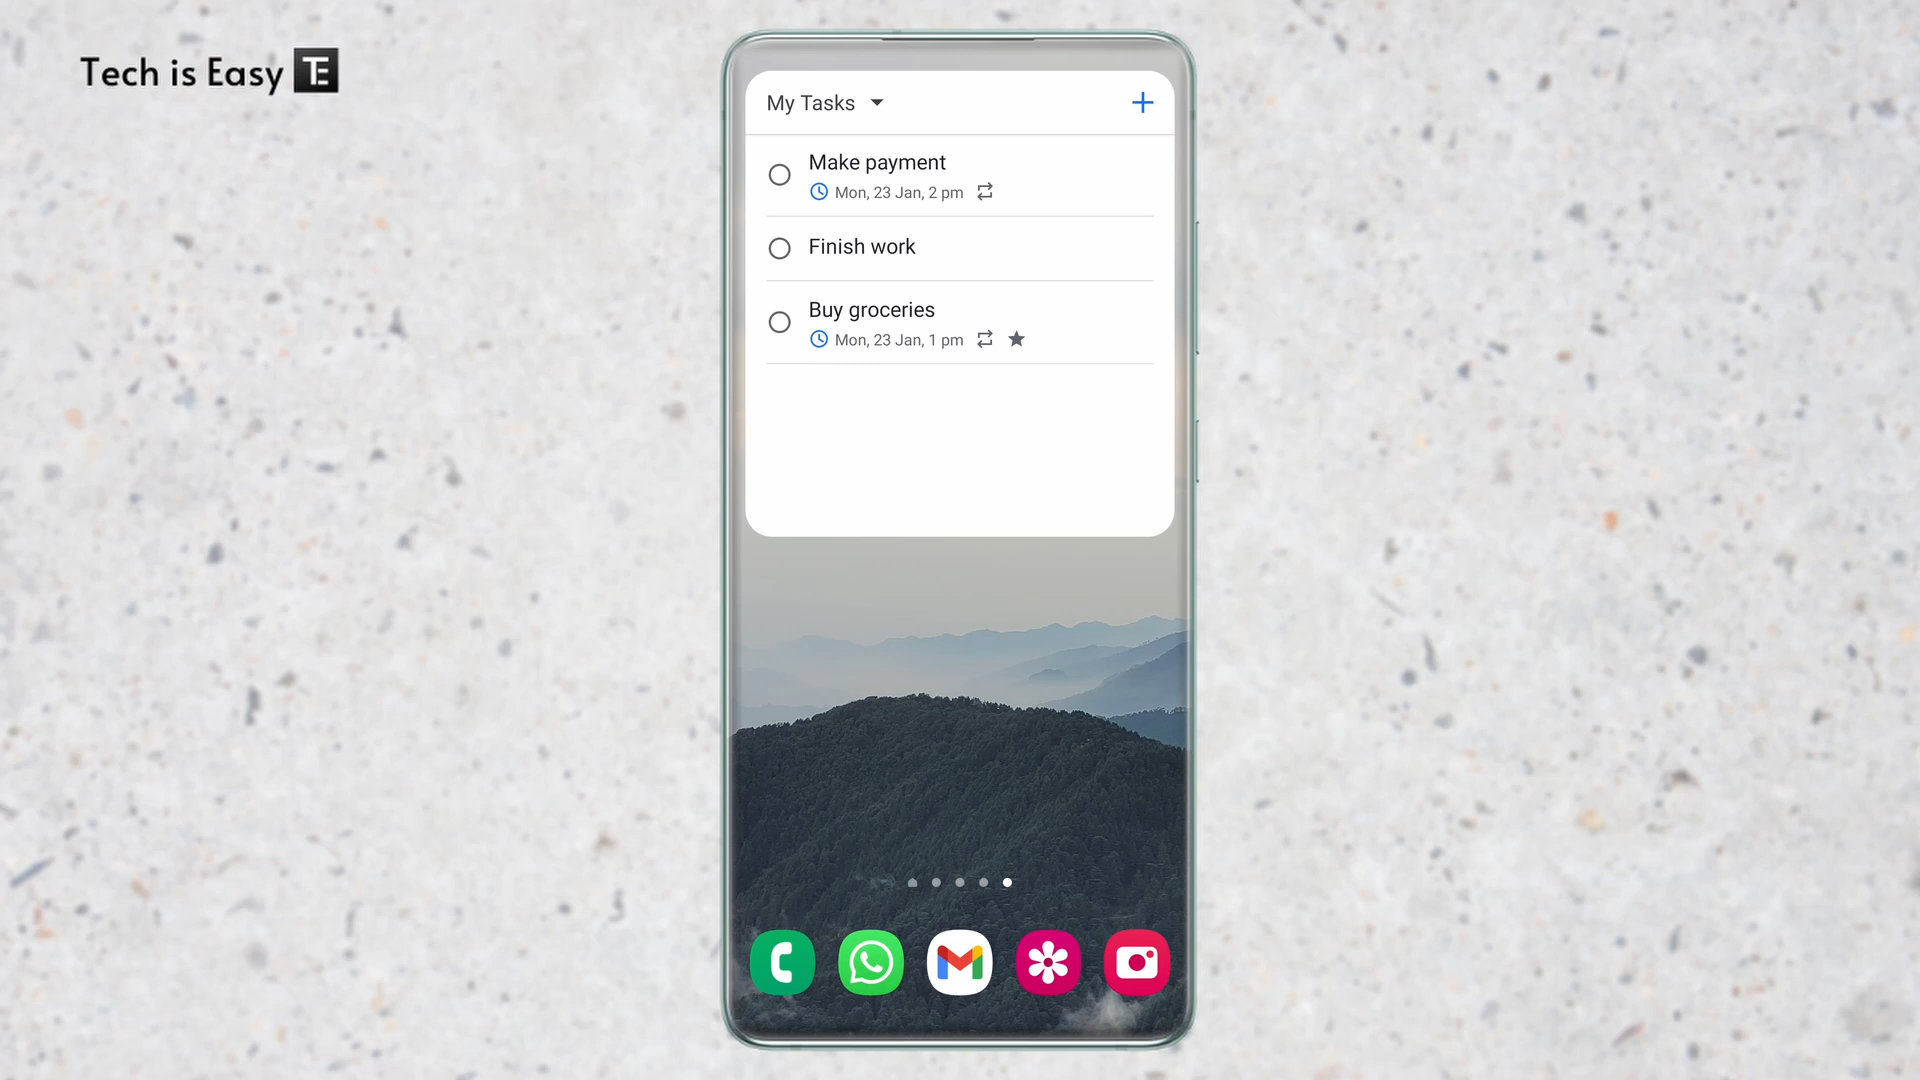 Tech is Easy TE
My Tasks
Make payment
Mon, 23 Jan, 2 pm
Finish work
Buy groceries
Mon, 23 Jan, 1 pm